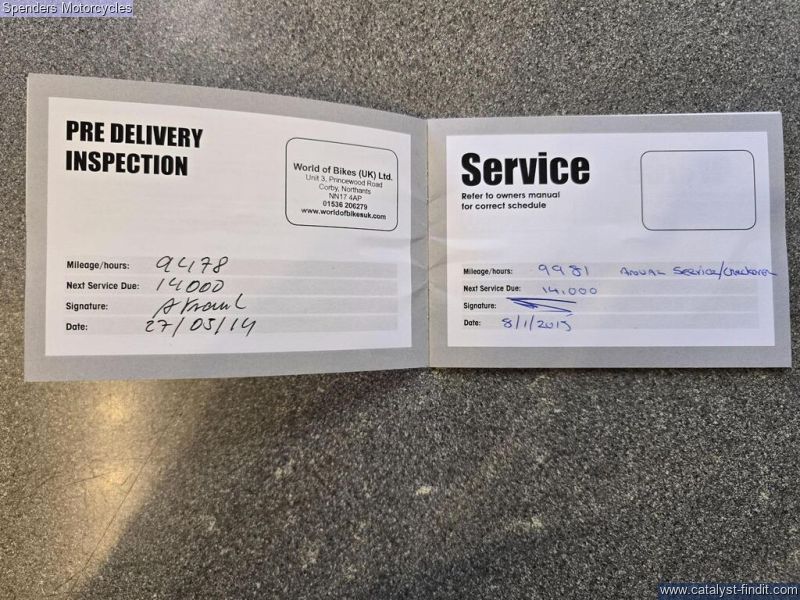 Spenders Motorcycles
PRE DELIVERY
INSPECTION
World of Bikes (UK) Ltd.
Unit 3, Princewood Road
Corby, Northants
NN17 4AP
01536 206279
www.worldofbikesuk.com
Mileage/hours: 9478
Next Service Due: 14000
Signature:
Date: 27/05/14
Service
Refer to owners manual
for correct schedule
Mileage/hours: 9981 Annual Service/
Next Service Due: 14,000
Signature:
Date: 8/1/2015
www.catalyst-findit.com